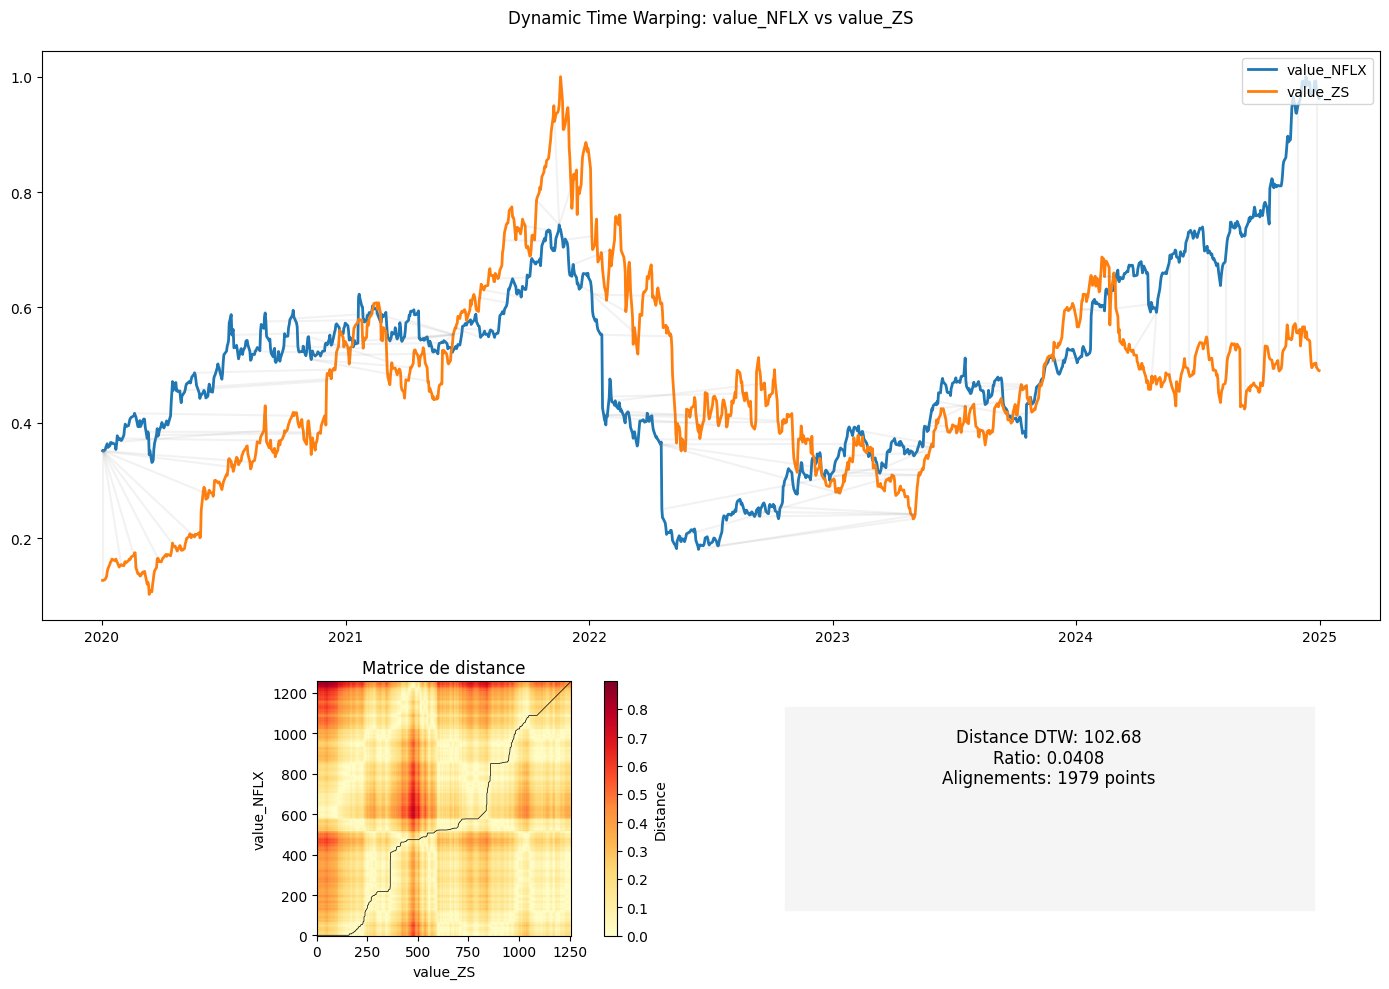 Dynamic Time Warping: value_NFLX vs value_ZS
1.0
0.8
0.6
0.4
0.2
value_NFLX
value_ZS
2020 2021 2022 2023 2024 2025
Matrice de distance
value_NFLX
1200
1000
800
600
400
200
0
0 250 500 750 1000 1250
value_ZS
0.8
0.7
0.6
0.5
0.4
0.3
0.2
0.1
0.0
Distance
Distance DTW: 102.68
Ratio: 0.0408
Alignements: 1979 points